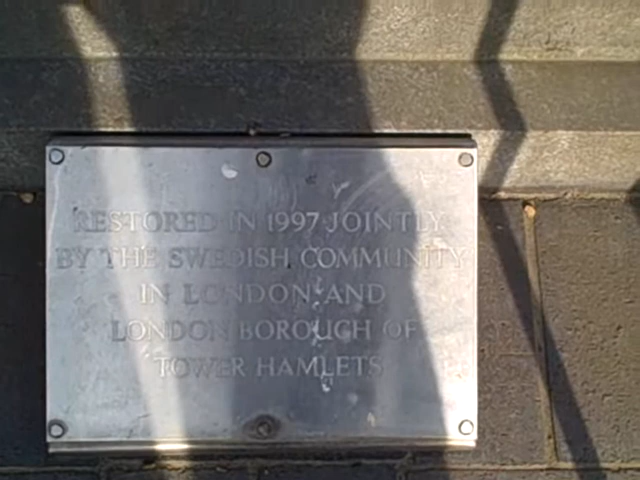 RESTORED IN 1997 JOINTLY
BY THE SWEDISH COMMUNITY
IN LONDON AND
LONDON BOROUGH OF
TOWER HAMLETS